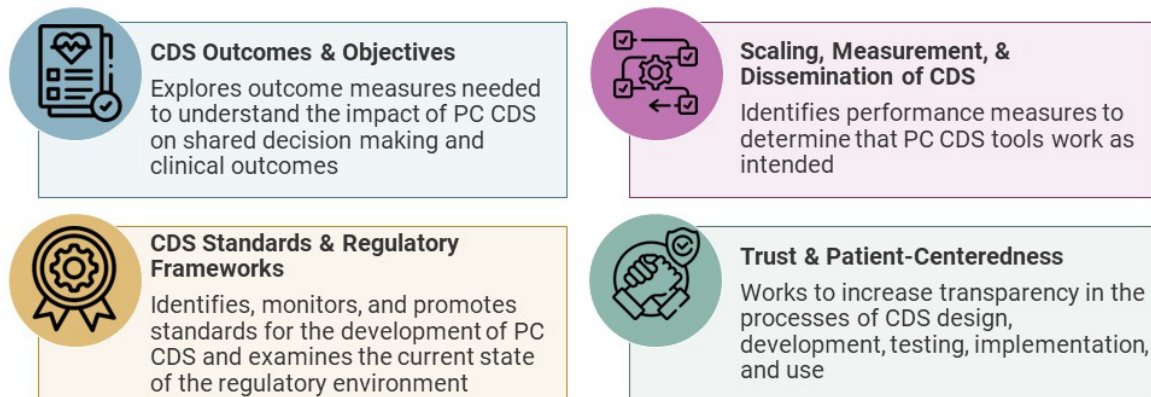 CDS Outcomes & Objectives
Explores outcome measures needed
to understand the impact of PC CDS
on shared decision making and
clinical outcomes
Scaling, Measurement, &
Dissemination of CDS
Identifies performance measures to
determine that PC CDS tools work as
intended
CDS Standards & Regulatory
Frameworks
Identifies, monitors, and promotes
standards for the development of PC
CDS and examines the current state
of the regulatory environment
Trust & Patient-Centeredness
Works to increase transparency in the
processes of CDS design,
development, testing, implementation,
and use